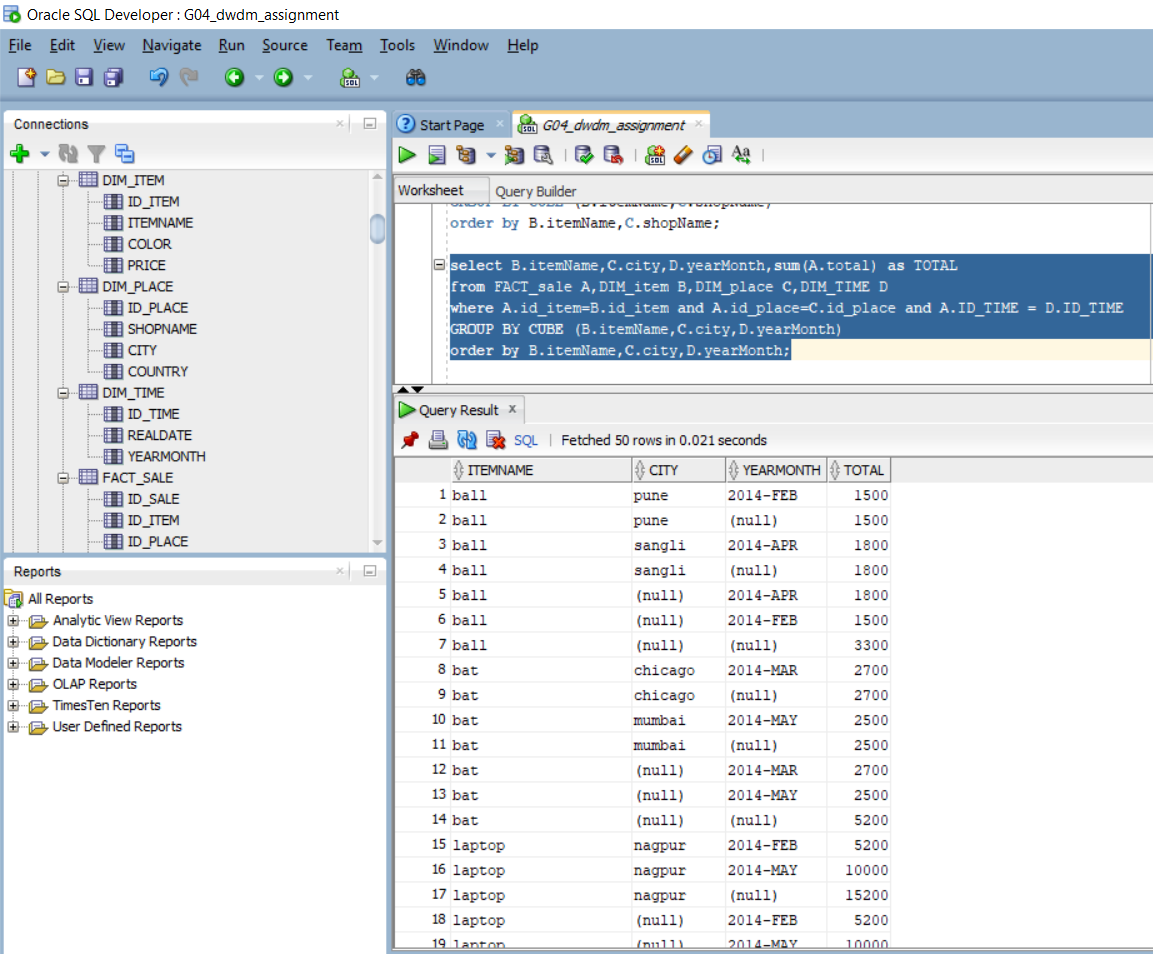 Oracle SQL Developer : G04_dwdm_assignment
File Edit View Navigate Run Source Team Tools Window Help
Connections
DIM_ITEM
ID_ITEM
ITEMNAME
COLOR
PRICE
DIM_PLACE
ID_PLACE
SHOPNAME
CITY
COUNTRY
DIM_TIME
ID_TIME
REALDATE
YEARMONTH
FACT_SALE
ID_SALE
ID_ITEM
ID_PLACE
Reports
All Reports
Analytic View Reports
Data Dictionary Reports
Data Modeler Reports
OLAP Reports
TimesTen Reports
User Defined Reports
Start Page G04_dwdm_assignment
Worksheet Query Builder
GROUP BY CUBE (B.itemName,C.shopName)
order by B.itemName,C.shopName;
select B.itemName,C.city,D.yearMonth,sum(A.total) as TOTAL
from FACT_sale A,DIM_item B,DIM_place C,DIM_TIME D
where A.id_item=B.id_item and A.id_place=C.id_place and A.ID_TIME = D.ID_TIME
GROUP BY CUBE (B.itemName,C.city,D.yearMonth)
order by B.itemName,C.city,D.yearMonth;
Query Result
SQL | Fetched 50 rows in 0.021 seconds
ITEMNAME CITY YEARMONTH TOTAL
1 ball pune 2014-FEB 1500
2 ball pune (null) 1500
3 ball sangli 2014-APR 1800
4 ball sangli (null) 1800
5 ball (null) 2014-APR 1800
6 ball (null) 2014-FEB 1500
7 ball (null) (null) 3300
8 bat chicago 2014-MAR 2700
9 bat chicago (null) 2700
10 bat mumbai 2014-MAY 2500
11 bat mumbai (null) 2500
12 bat (null) 2014-MAR 2700
13 bat (null) 2014-MAY 2500
14 bat (null) (null) 5200
15 laptop nagpur 2014-FEB 5200
16 laptop nagpur 2014-MAY 10000
17 laptop nagpur (null) 15200
18 laptop (null) 2014-FEB 5200
19 laptop (null) 2014-MAY 10000